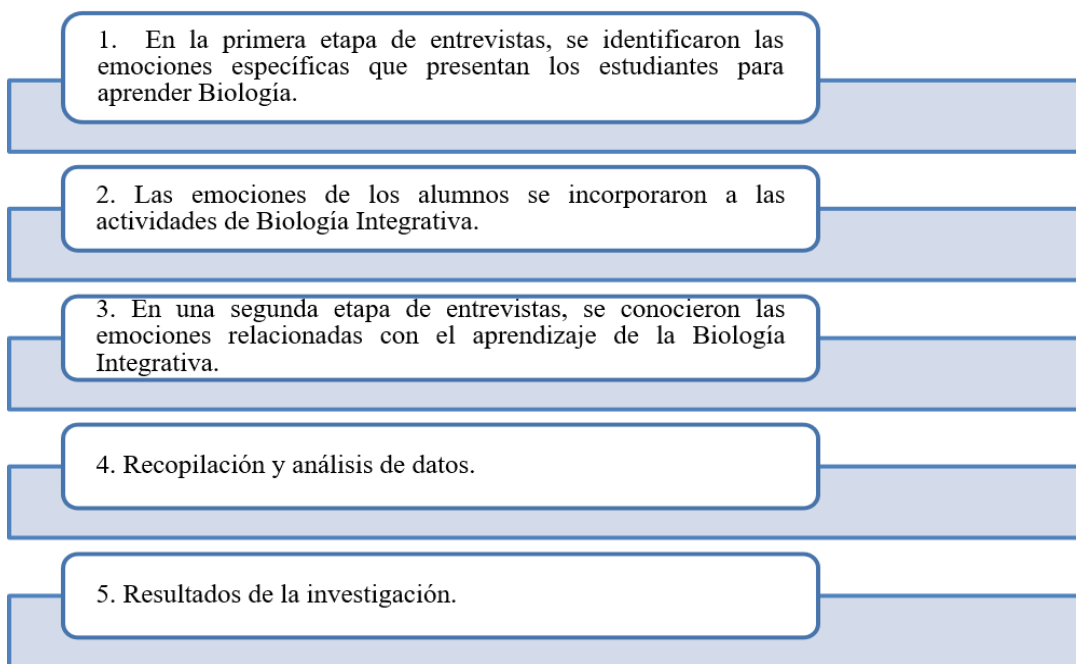 1. En la primera etapa de entrevistas, se identificaron las
emociones específicas que presentan los estudiantes para
aprender Biología.
2. Las emociones de los alumnos se incorporaron a las
actividades de Biología Integrativa.
3. En una segunda etapa de entrevistas, se conocieron las
emociones relacionadas con el aprendizaje de la Biología
Integrativa.
4. Recopilación y análisis de datos.
5. Resultados de la investigación.